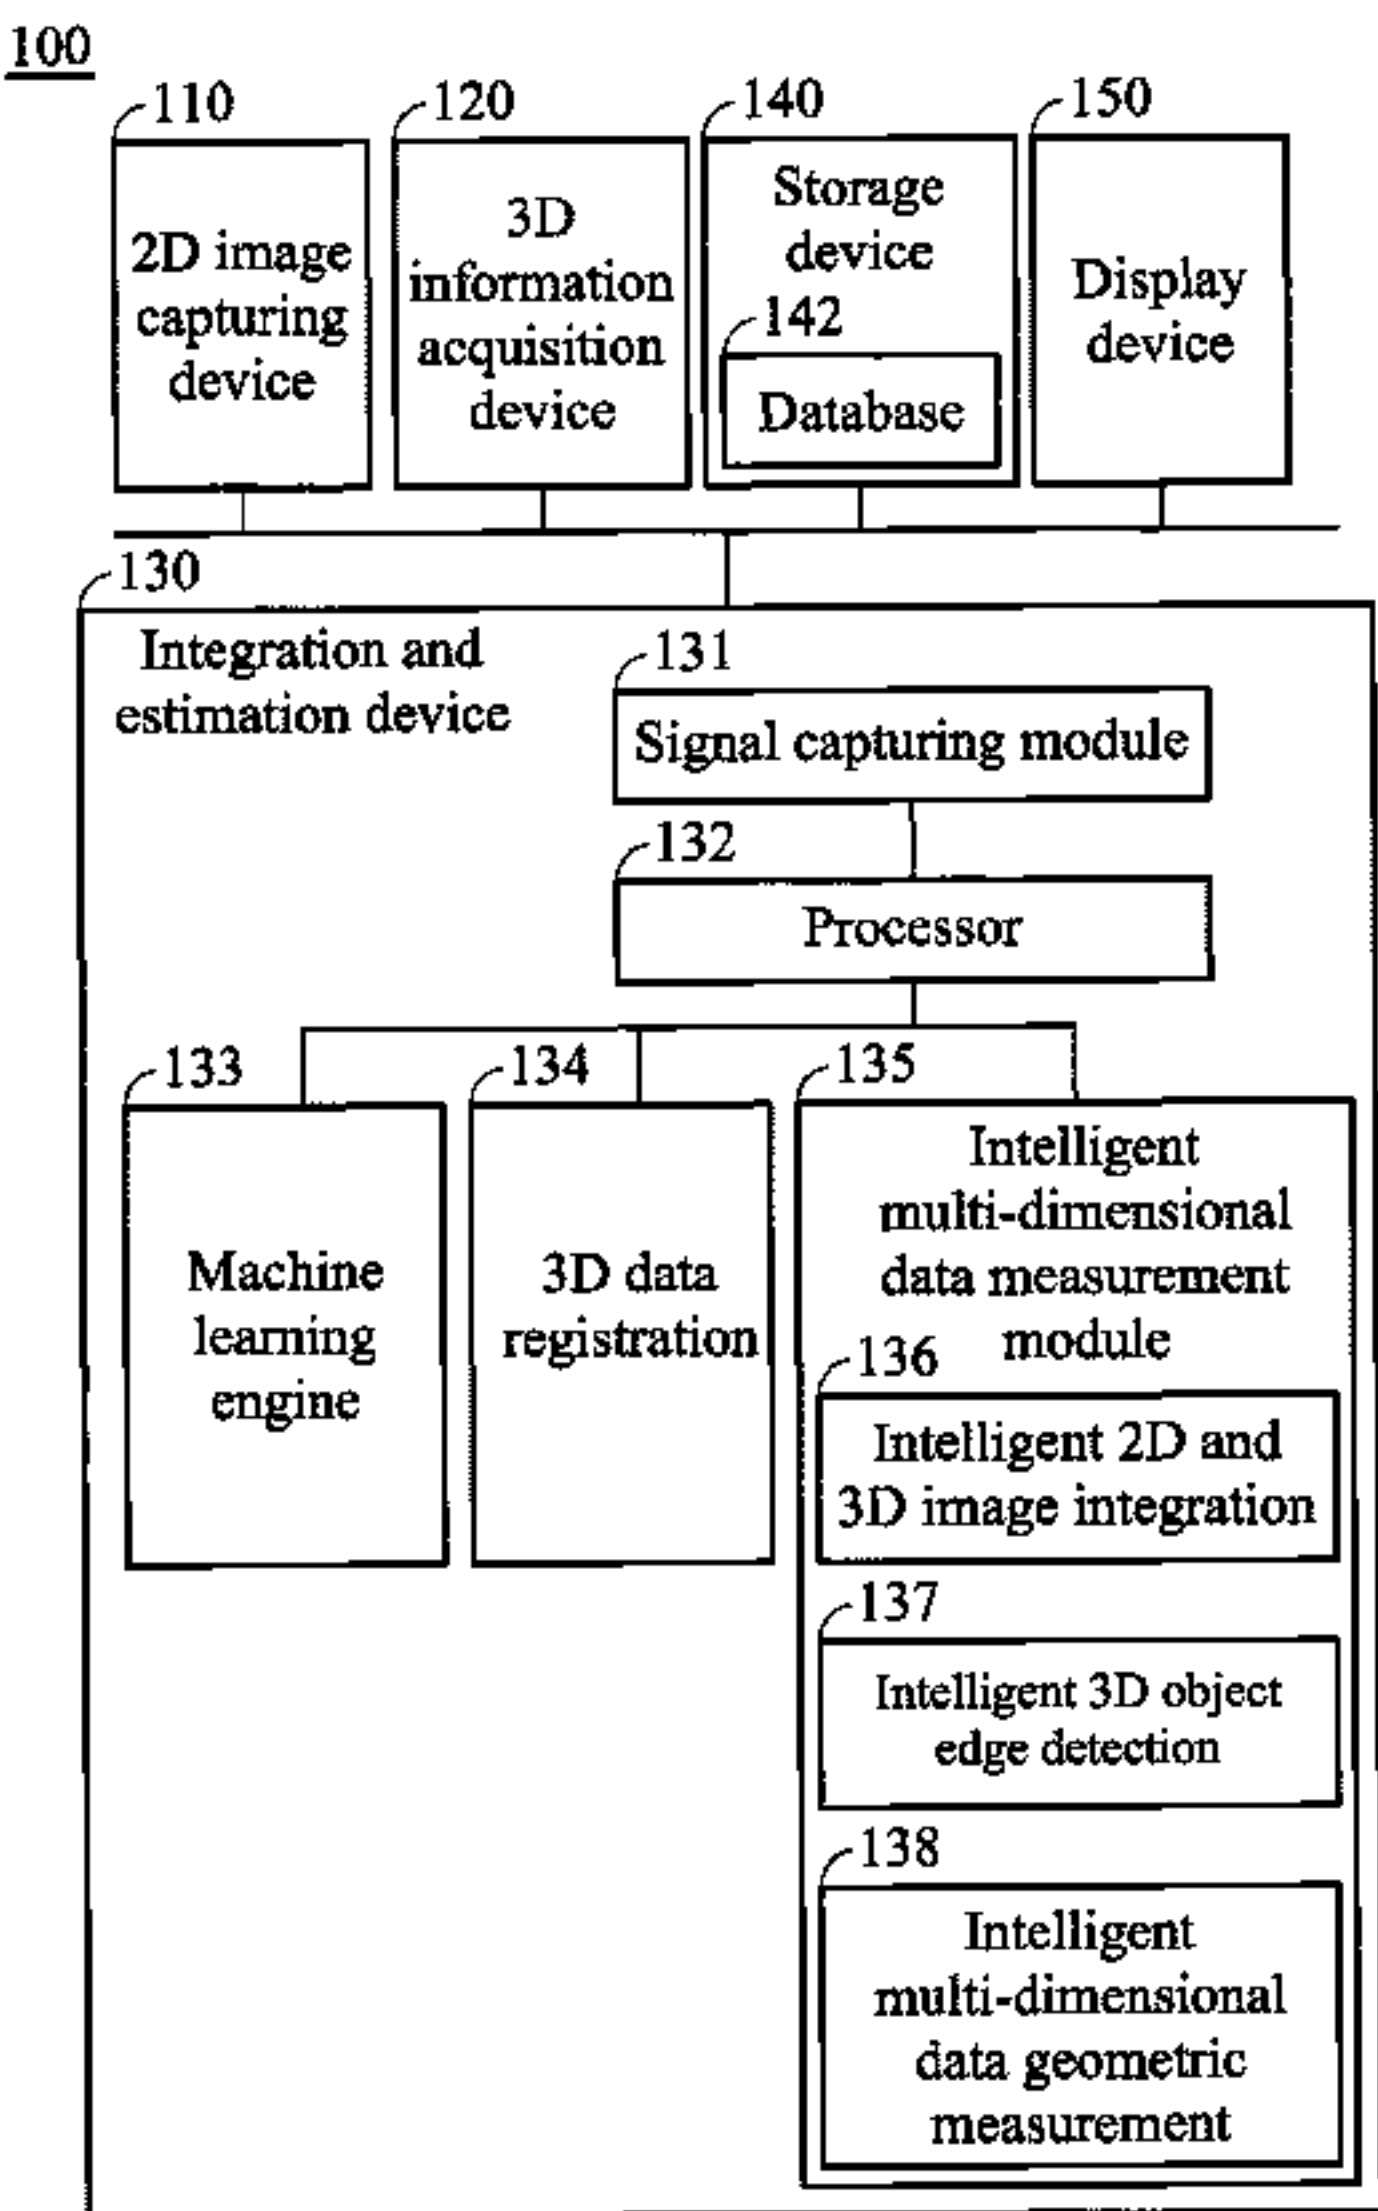 100
110
2D image
capturing
device
120
3D
information
acquisition
device
140
Storage
device
142
Database
150
Display
device
130
Integration and
estimation device
131
Signal capturing module
132
Processor
133
Machine
learning
engine
134
3D data
registration
135
Intelligent
multi-dimensional
data measurement
module
136
Intelligent 2D and
3D image integration
137
Intelligent 3D object
edge detection
138
Intelligent
multi-dimensional
data geometric
measurement